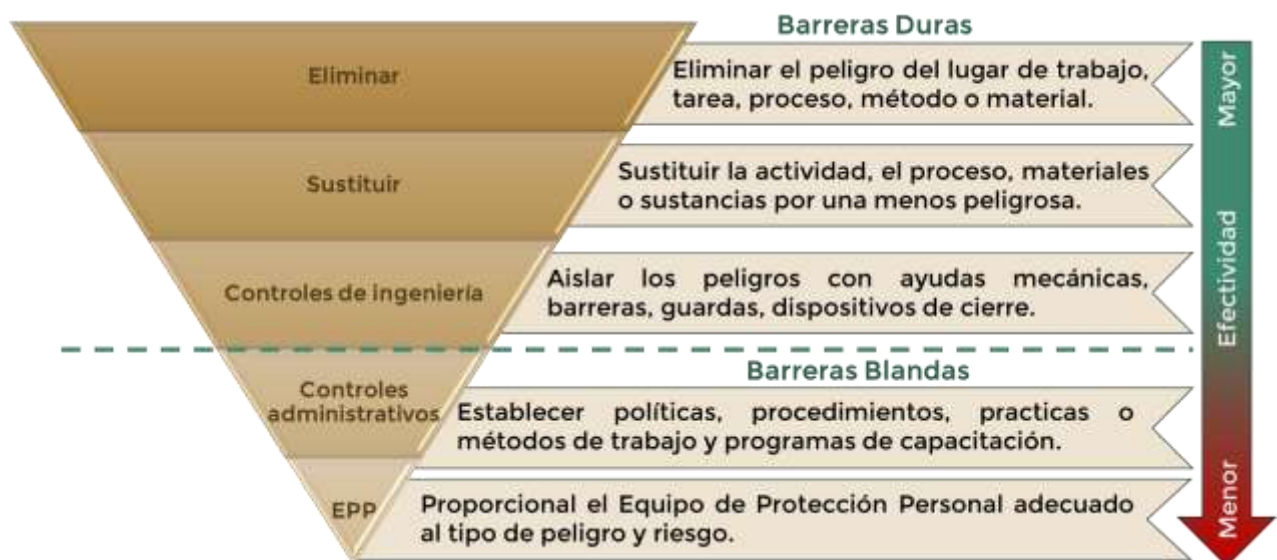 Barreras Duras
Eliminar
Eliminar el peligro del lugar de trabajo,
tarea, proceso, método o material.
Sustituir
Sustituir la actividad, el proceso, materiales
o sustancias por una menos peligrosa.
Controles de ingeniería
Aislar los peligros con ayudas mecánicas,
barreras, guardas, dispositivos de cierre.
Barreras Blandas
Controles
administrativos
Establecer políticas, procedimientos, practicas o
métodos de trabajo y programas de capacitación.
EPP
Proporcional el Equipo de Protección Personal adecuado
al tipo de peligro y riesgo.
Mayor
Efectividad
Menor